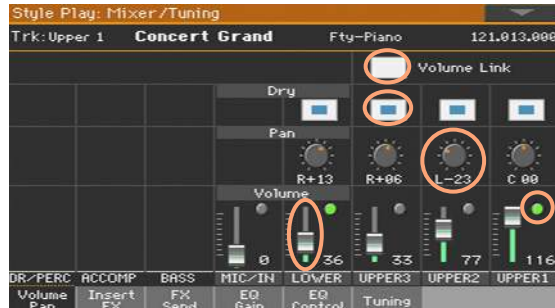 Style Play: Mixer/Tuning
Trk:Upper 1 Concert Grand Fty-Piano 121.013.000
Volume Link
Dry
Pan
R+13 R+06 L-23 C 00
Volume
0 36 33 77 116
DR/PERC ACCOMP BASS MIC/IN LOWER UPPER3 UPPER2 UPPER1
Volume Insert FX EQ EQ Tuning
Pan FX Send Gain Control